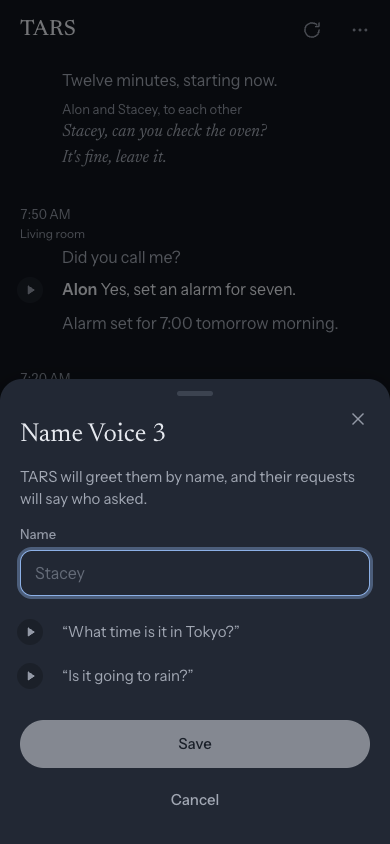 TARS
Twelve minutes, starting now.
Alon and Stacey, to each other
Stacey, can you check the oven?
It's fine, leave it.
7:50 AM
Living room
Did you call me?
Alon Yes, set an alarm for seven.
Alarm set for 7:00 tomorrow morning.
7:20 AM
Name Voice 3
TARS will greet them by name, and their requests
will say who asked.
Name
Stacey
“What time is it in Tokyo?”
“Is it going to rain?”
Save
Cancel